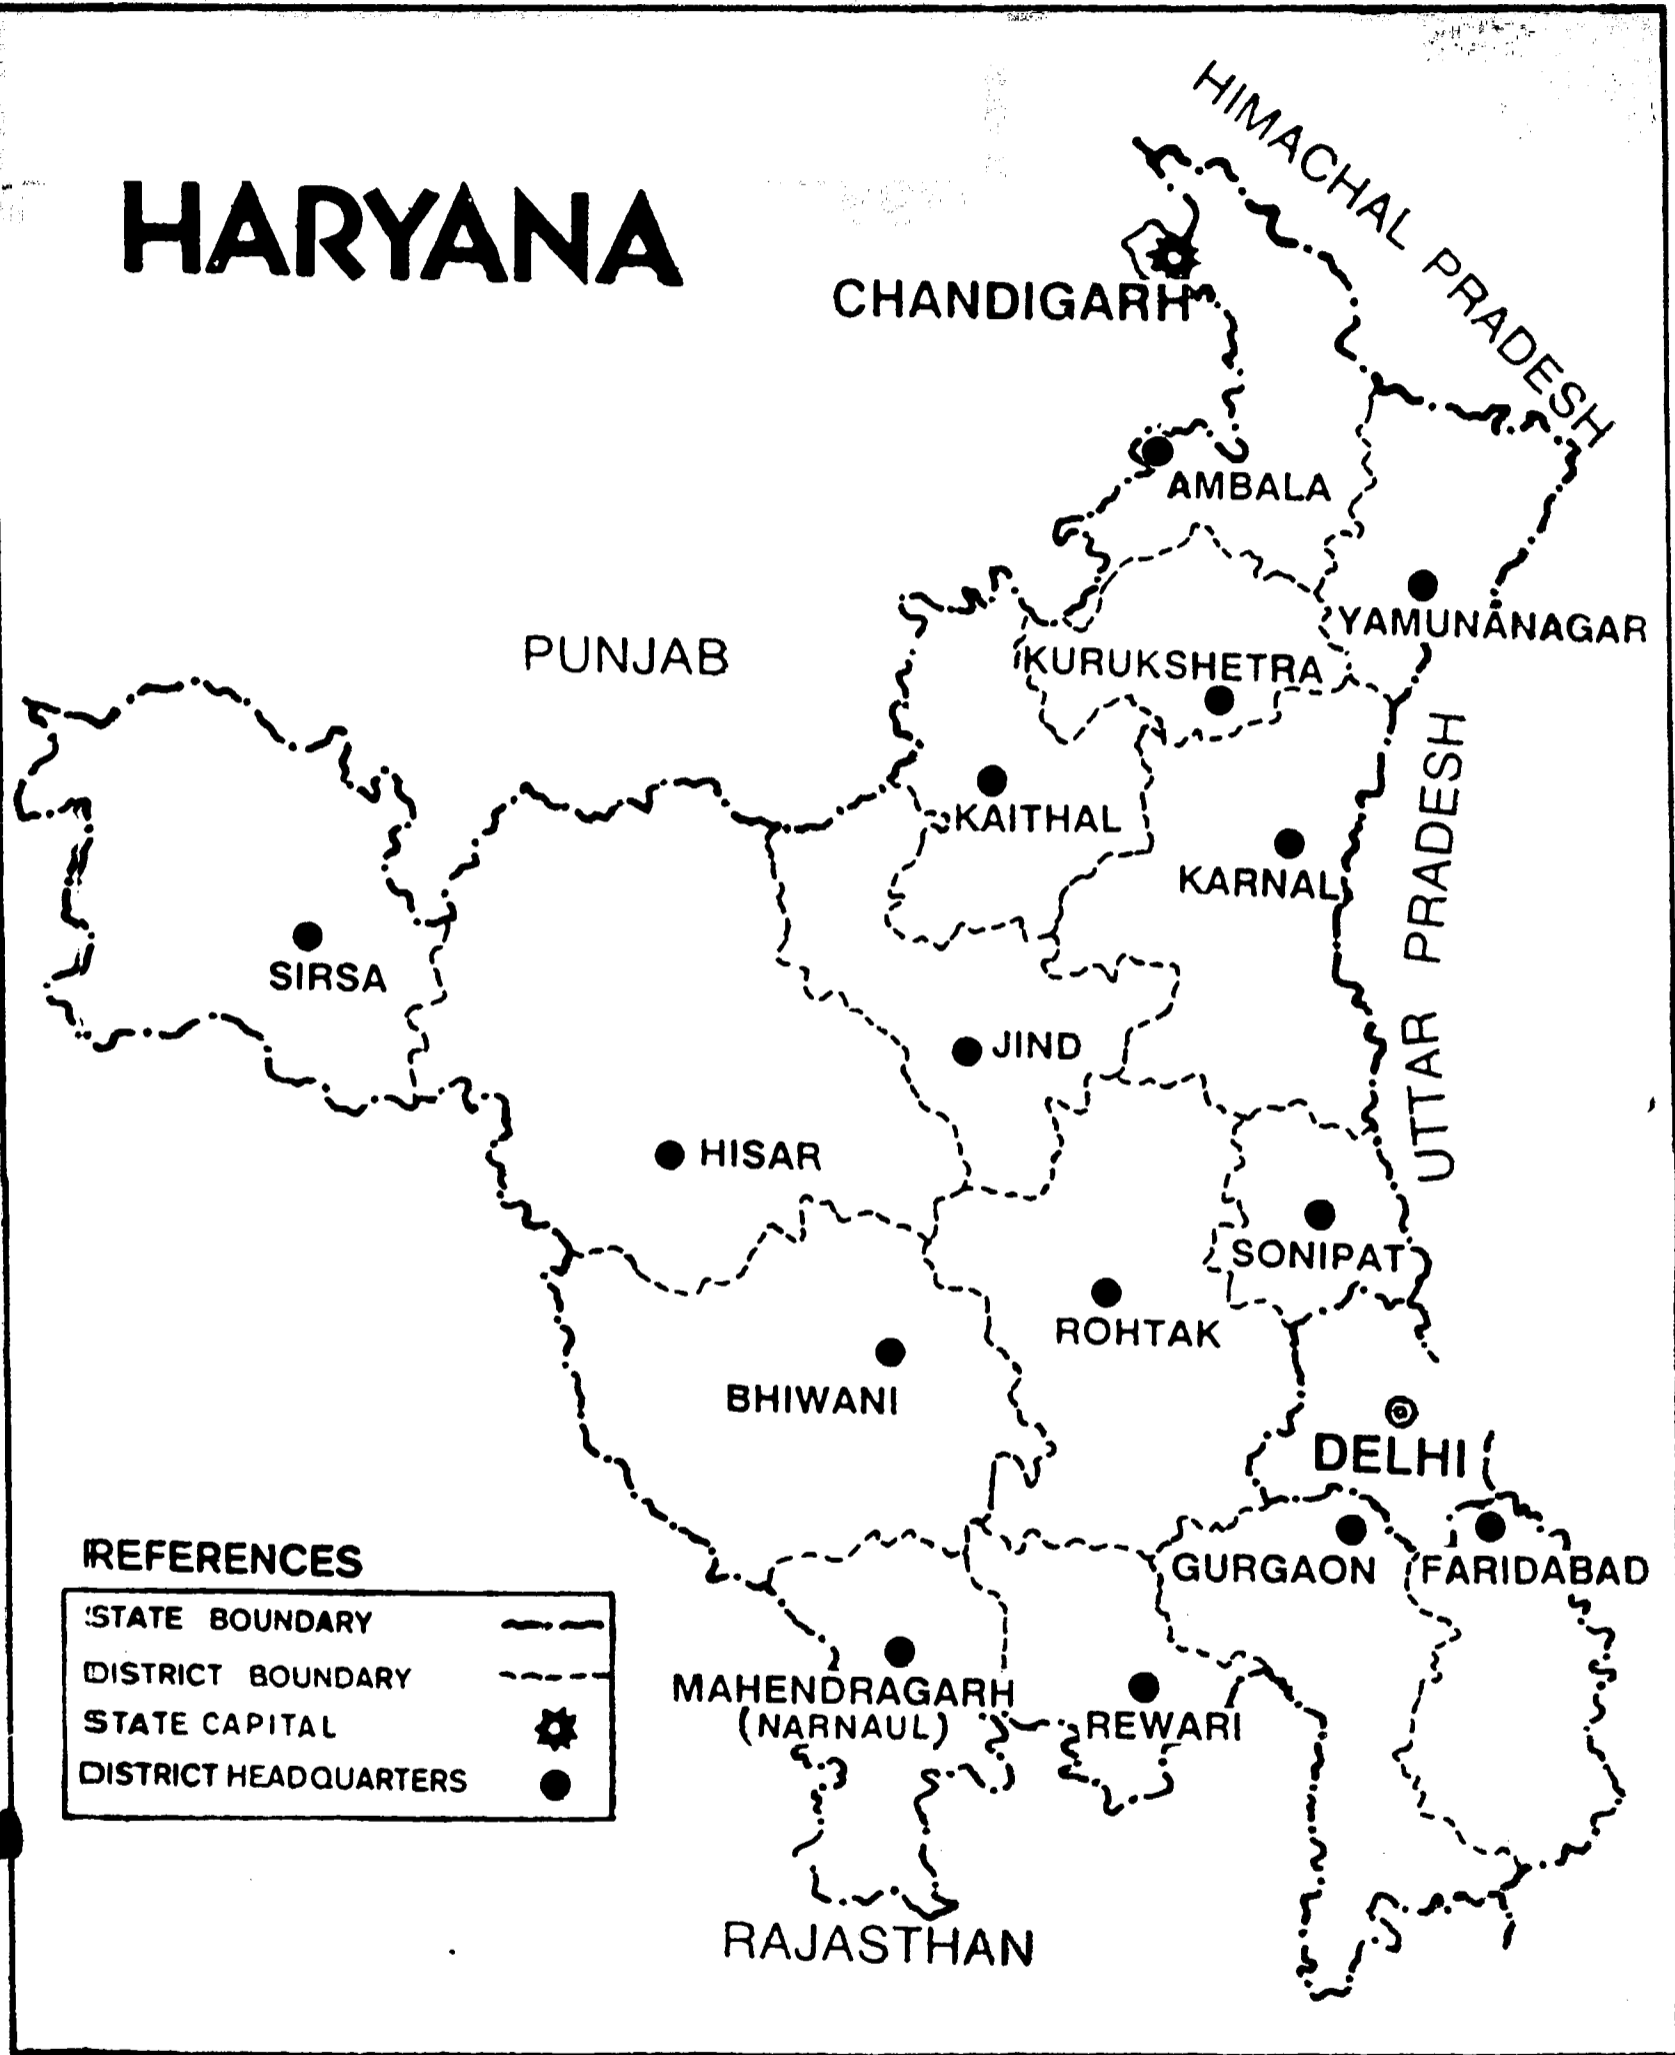 HIMACHAL PRADESH
HARYANA
CHANDIGARH
AMBALA
YAMUNANAGAR
PUNJAB
KURUKSHETRA
KAITHAL
KARNAL
UTTAR PRADESH
SIRSA
JIND
HISAR
SONIPAT
ROHTAK
BHIWANI
DELHI
GURGAON
FARIDABAD
MAHENDRAGARH
(NARNAUL)
REWARI
RAJASTHAN
REFERENCES
STATE BOUNDARY
DISTRICT BOUNDARY
STATE CAPITAL
DISTRICT HEADQUARTERS